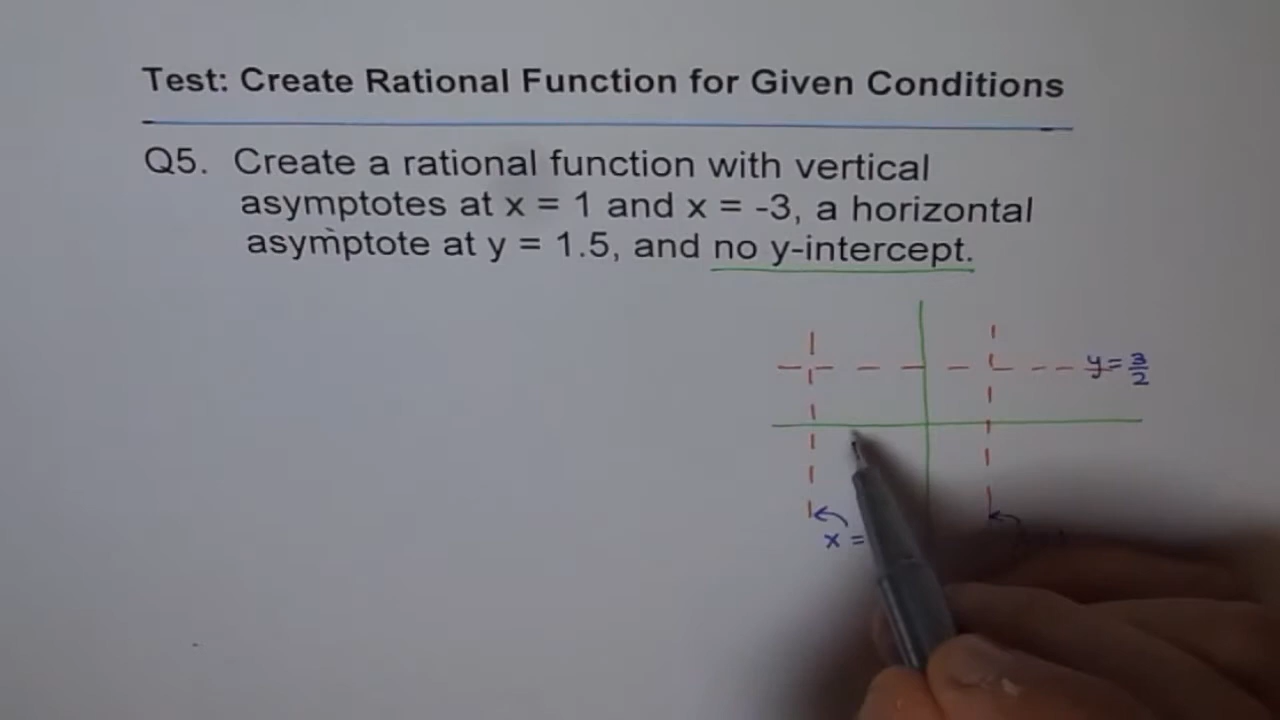 Test: Create Rational Function for Given Conditions
Q5. Create a rational function with vertical
asymptotes at x = 1 and x = -3, a horizontal
asymptote at y = 1.5, and no y-intercept.
y = 3/2
x =